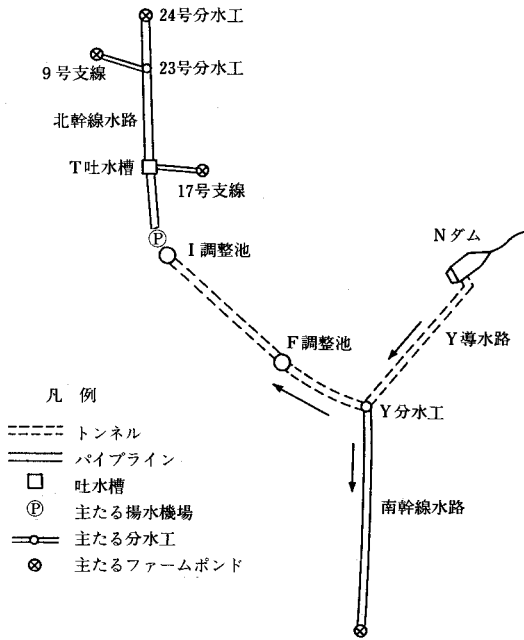 24号分水工
9号支線
23号分水工
北幹線水路
T吐水槽
17号支線
Ⓟ
I調整池
Nダム
Y導水路
F調整池
Y分水工
南幹線水路
凡 例
トンネル
パイプライン
吐水槽
Ⓟ 主たる揚水機場
主たる分水工
主たるファームポンド